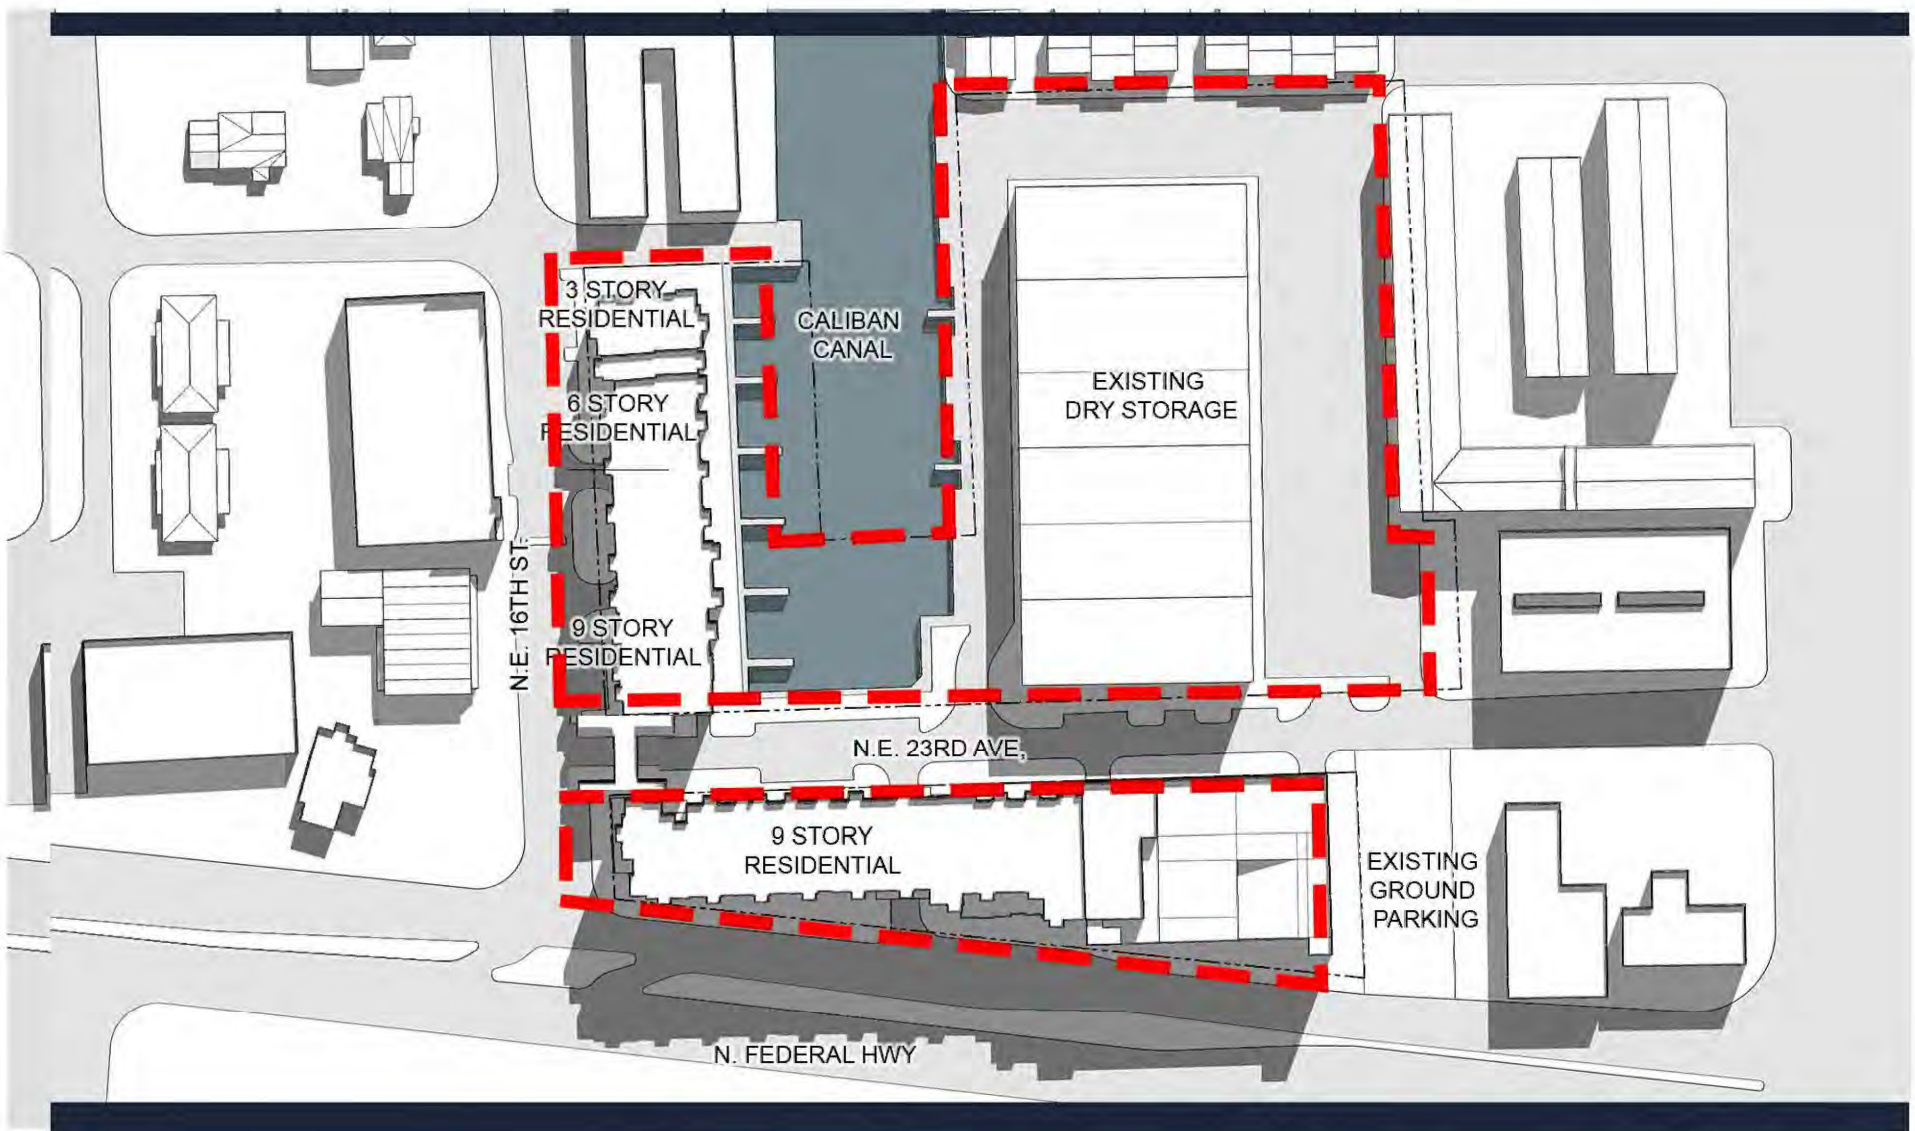 3 STORY
RESIDENTIAL
CALIBAN
CANAL
EXISTING
DRY STORAGE
6 STORY
RESIDENTIAL
N.E. 16TH ST.
9 STORY
RESIDENTIAL
N.E. 23RD AVE,
9 STORY
RESIDENTIAL
EXISTING
GROUND
PARKING
N. FEDERAL HWY